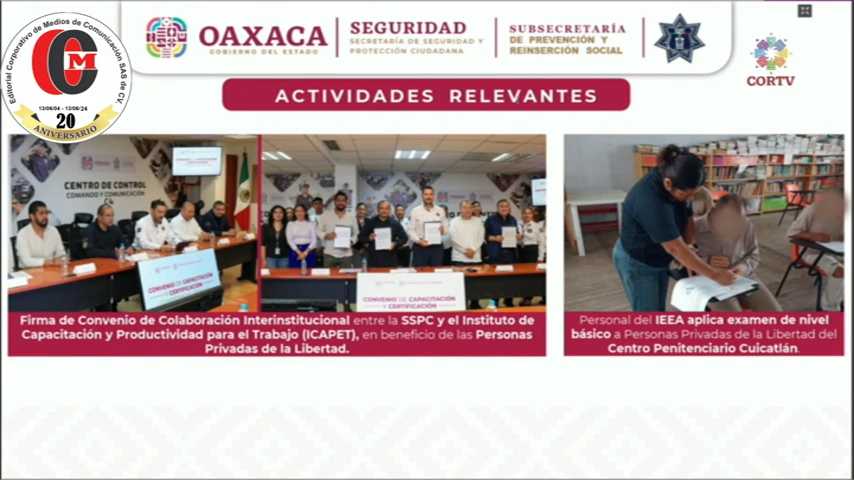 Editorial Corporativo de Medios de Comunicación SAS de CV.
CM
13/06/04 - 13/06/24
20
ANIVERSARIO
OAXACA
GOBIERNO DEL ESTADO
SEGURIDAD
SECRETARÍA DE SEGURIDAD Y
PROTECCIÓN CIUDADANA
SUBSECRETARÍA
DE PREVENCIÓN Y
REINSERCIÓN SOCIAL
CORTV
ACTIVIDADES RELEVANTES
CENTRO DE CONTROL
COMANDO Y COMUNICACIÓN
C4
CONVENIO DE CAPACITACIÓN
CERTIFICACIÓN
CONVENIO DE CAPACITACIÓN
Y CERTIFICACIÓN
Firma de Convenio de Colaboración Interinstitucional entre la SSPC y el Instituto de
Capacitación y Productividad para el Trabajo (ICAPET), en beneficio de las Personas
Privadas de la Libertad.
Personal del IEEA aplica examen de nivel
básico a Personas Privadas de la Libertad del
Centro Penitenciario Cuicatlán.